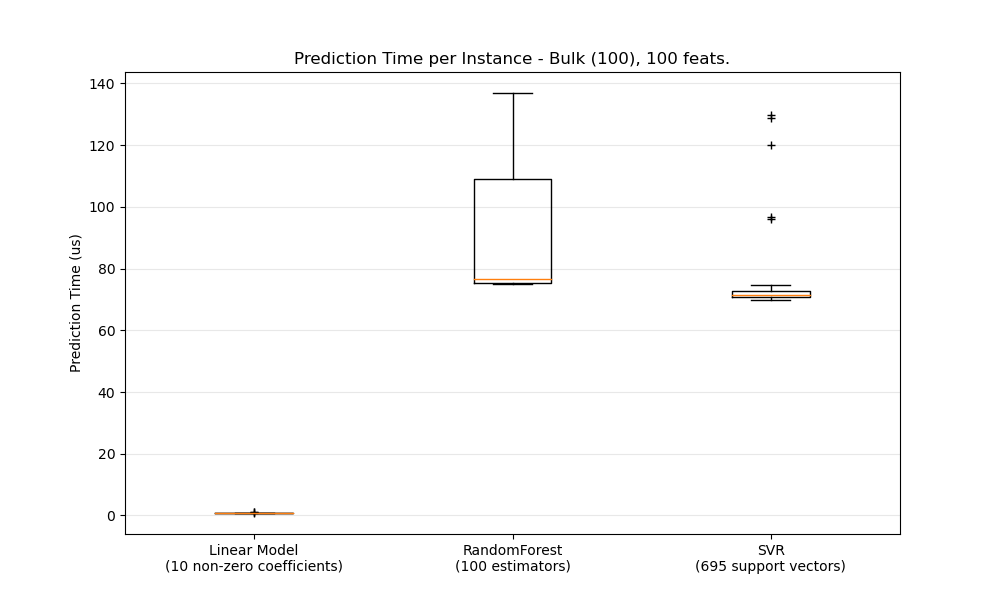 Prediction Time per Instance - Bulk (100), 100 feats.
140
120
100
80
60
40
20
0
Prediction Time (us)
Linear Model
(10 non-zero coefficients)
RandomForest
(100 estimators)
SVR
(695 support vectors)